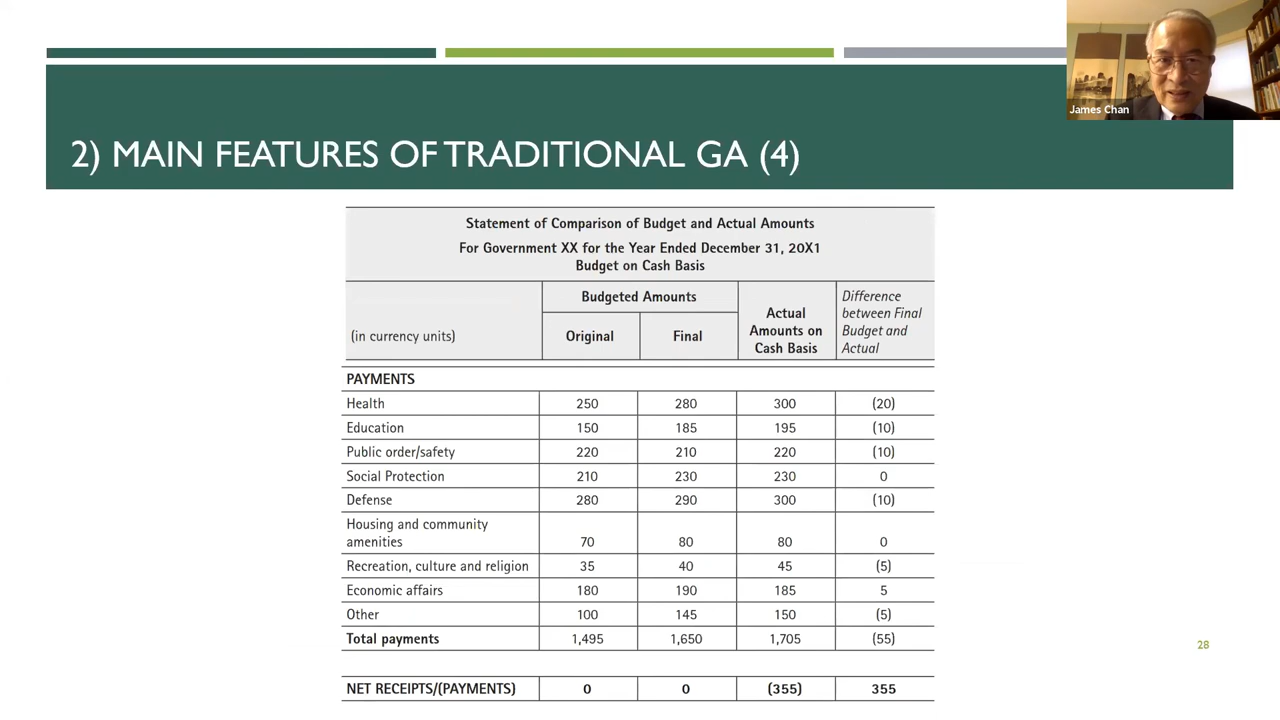 James Chan
2) MAIN FEATURES OF TRADITIONAL GA (4)
Statement of Comparison of Budget and Actual Amounts
For Government XX for the Year Ended December 31, 20X1
Budget on Cash Basis
(in currency units)
Budgeted Amounts
Original
Final
Actual
Amounts on
Cash Basis
Difference
between Final
Budget and
Actual
PAYMENTS
Health 250 280 300 (20)
Education 150 185 195 (10)
Public order/safety 220 210 220 (10)
Social Protection 210 230 230 0
Defense 280 290 300 (10)
Housing and community
amenities 70 80 80 0
Recreation, culture and religion 35 40 45 (5)
Economic affairs 180 190 185 5
Other 100 145 150 (5)
Total payments 1,495 1,650 1,705 (55)
NET RECEIPTS/(PAYMENTS) 0 0 (355) 355
28